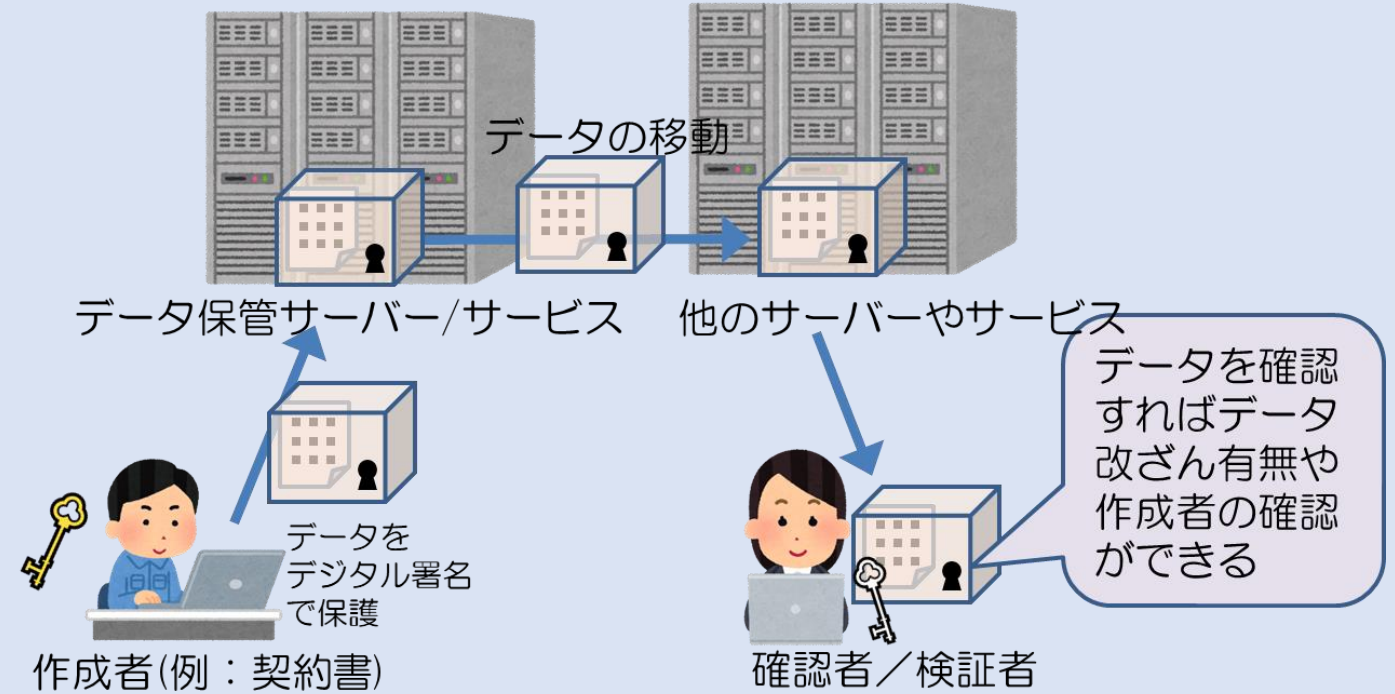 データの移動
データ保管サーバー/サービス
他のサーバーやサービス
データを
デジタル署名
で保護
作成者(例：契約書)
データを確認
すればデータ
改ざん有無や
作成者の確認
ができる
確認者／検証者